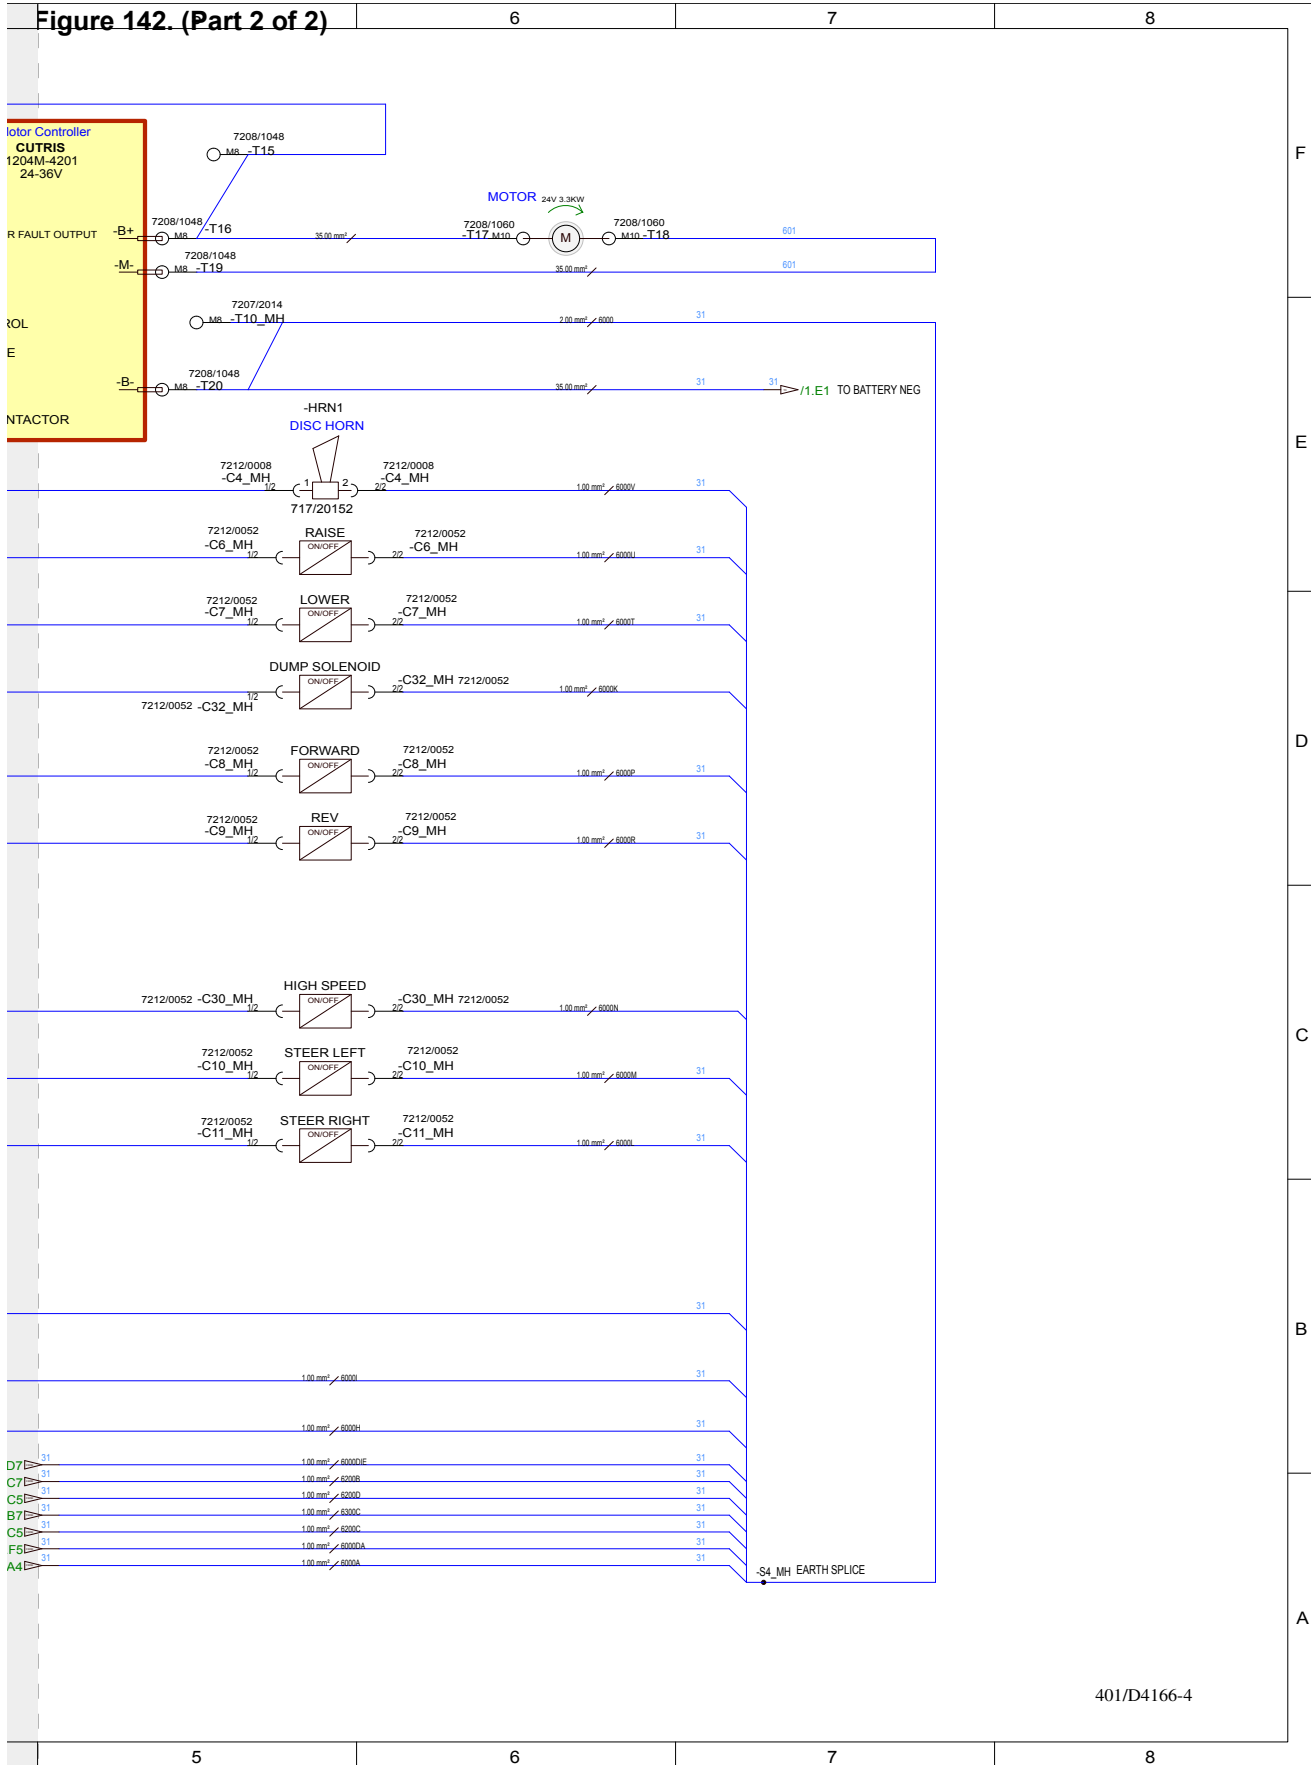 Figure 142. (Part 2 of 2)
6
7
8
Motor Controller
CUTRIS
1204M-4201
24-36V
7208/1048
M8 -T15
F
MOTOR 24V 3.3KW
R FAULT OUTPUT
-B+
7208/1048
M8 -T16
35.00 mm²
7208/1060
-T17 M10
M
7208/1060
M10 -T18
601
-M-
7208/1048
M8 -T19
35.00 mm²
601
7207/2014
M8 -T10_MH
2.00 mm² 6000
31
ROL
E
-B-
7208/1048
M8 -T20
35.00 mm²
31
31
/1.E1 TO BATTERY NEG
NTACTOR
-HRN1
DISC HORN
E
7212/0008
-C4_MH
1/2
1
2
7212/0008
-C4_MH
2/2
1.00 mm² 6000V
31
717/20152
7212/0052
-C6_MH
1/2
RAISE
ON/OFF
7212/0052
-C6_MH
2/2
1.00 mm² 6000U
31
7212/0052
-C7_MH
1/2
LOWER
ON/OFF
7212/0052
-C7_MH
2/2
1.00 mm² 6000T
31
DUMP SOLENOID
ON/OFF
1/2
7212/0052 -C32_MH
-C32_MH 7212/0052
2/2
1.00 mm² 6000K
31
D
7212/0052
-C8_MH
1/2
FORWARD
ON/OFF
7212/0052
-C8_MH
2/2
1.00 mm² 6000P
31
7212/0052
-C9_MH
1/2
REV
ON/OFF
7212/0052
-C9_MH
2/2
1.00 mm² 6000R
31
7212/0052 -C30_MH
1/2
HIGH SPEED
ON/OFF
-C30_MH 7212/0052
2/2
1.00 mm² 6000N
31
C
7212/0052
-C10_MH
1/2
STEER LEFT
ON/OFF
7212/0052
-C10_MH
2/2
1.00 mm² 6000M
31
7212/0052
-C11_MH
1/2
STEER RIGHT
ON/OFF
7212/0052
-C11_MH
2/2
1.00 mm² 6000L
31
31
B
1.00 mm² 6000I
31
1.00 mm² 6000H
31
D7 31 1.00 mm² 6000DIE 31
C7 31 1.00 mm² 6200B 31
C5 31 1.00 mm² 6200D 31
B7 31 1.00 mm² 6300C 31
C5 31 1.00 mm² 6200C 31
F5 31 1.00 mm² 6000DA 31
A4 31 1.00 mm² 6000A 31
-S4_MH EARTH SPLICE
A
401/D4166-4
5
6
7
8